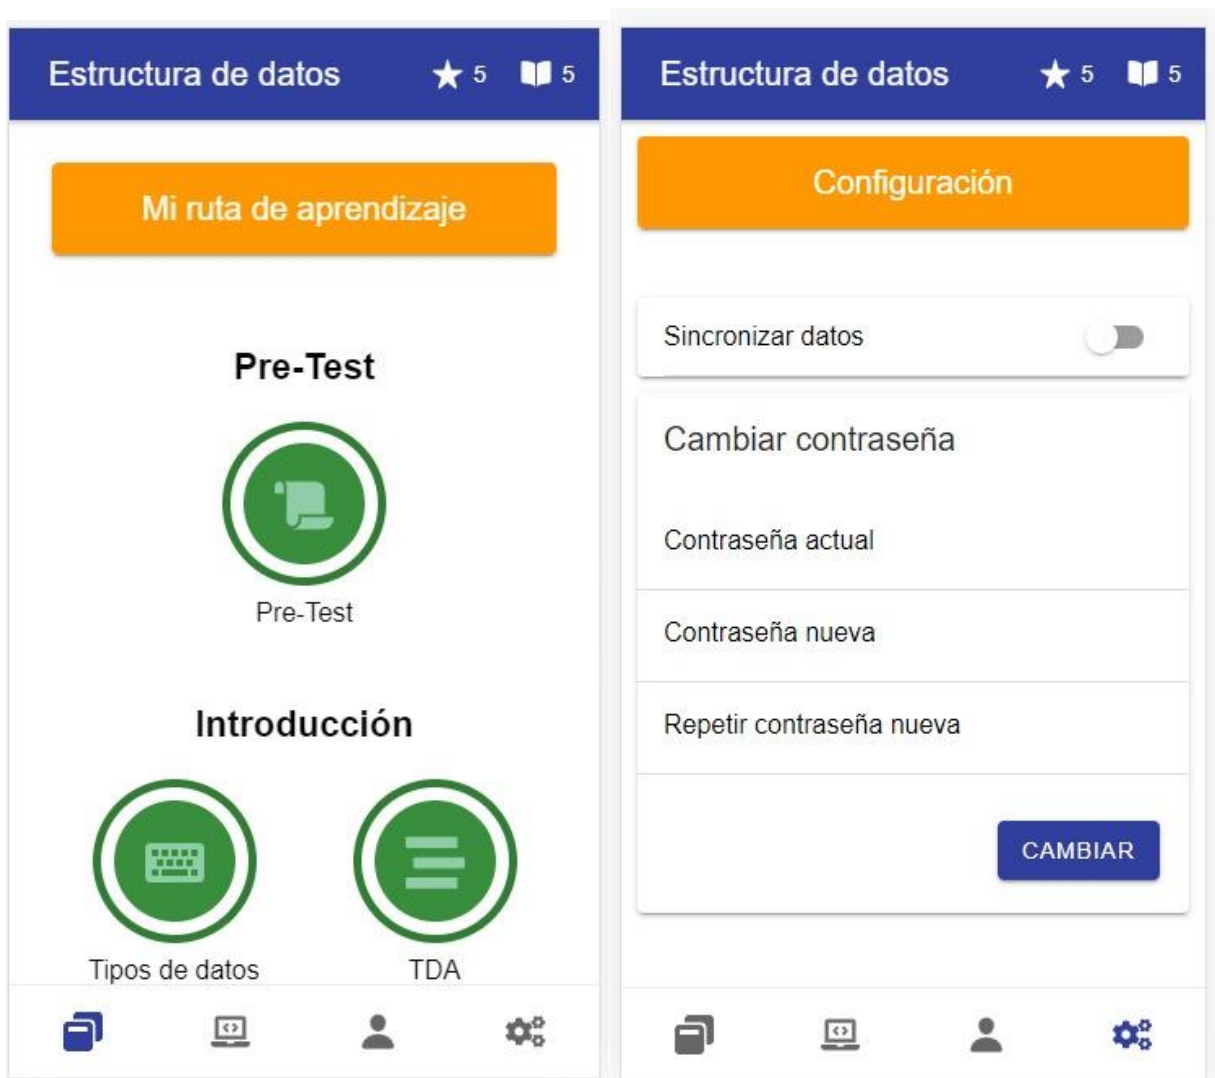 Estructura de datos 5 5
Mi ruta de aprendizaje
Pre-Test
Pre-Test
Introducción
Tipos de datos TDA
Estructura de datos 5 5
Configuración
Sincronizar datos
Cambiar contraseña
Contraseña actual
Contraseña nueva
Repetir contraseña nueva
CAMBIAR